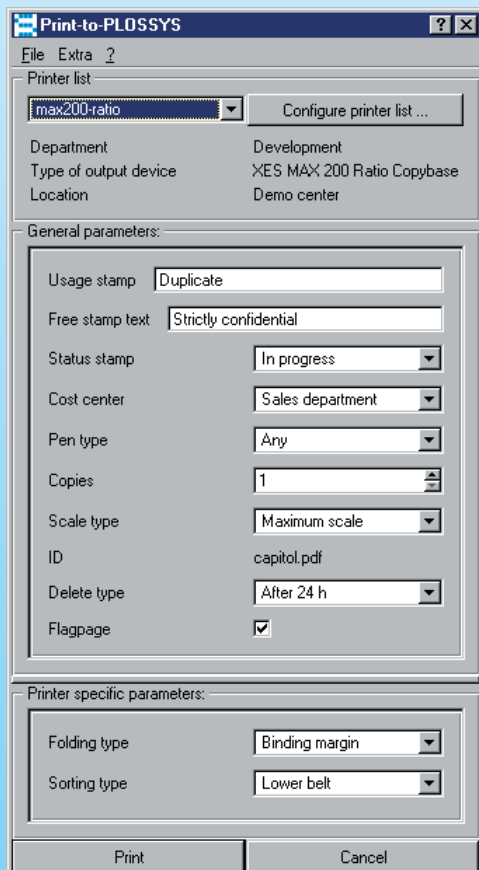 Print-to-PLOSSYS
File Extra ?
Printer list
max200-ratio Configure printer list ...
Department Development
Type of output device XES MAX 200 Ratio Copybase
Location Demo center
General parameters:
Usage stamp Duplicate
Free stamp text Strictly confidential
Status stamp In progress
Cost center Sales department
Pen type Any
Copies 1
Scale type Maximum scale
ID capitol.pdf
Delete type After 24 h
Flagpage
Printer specific parameters:
Folding type Binding margin
Sorting type Lower belt
Print Cancel